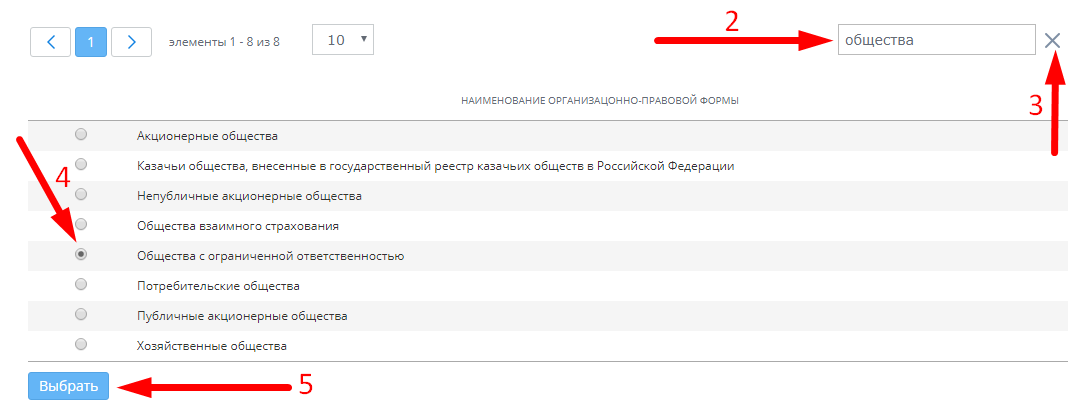 2
1 элементы 1 - 8 из 8 10 общества
3
НАИМЕНОВАНИЕ ОРГАНИЗАЦОННО-ПРАВОВОЙ ФОРМЫ
Акционерные общества
Казачьи общества, внесенные в государственный реестр казачьих обществ в Российской Федерации
4
Непубличные акционерные общества
Общества взаимного страхования
Общества с ограниченной ответственностью
Потребительские общества
Публичные акционерные общества
Хозяйственные общества
Выбрать 5